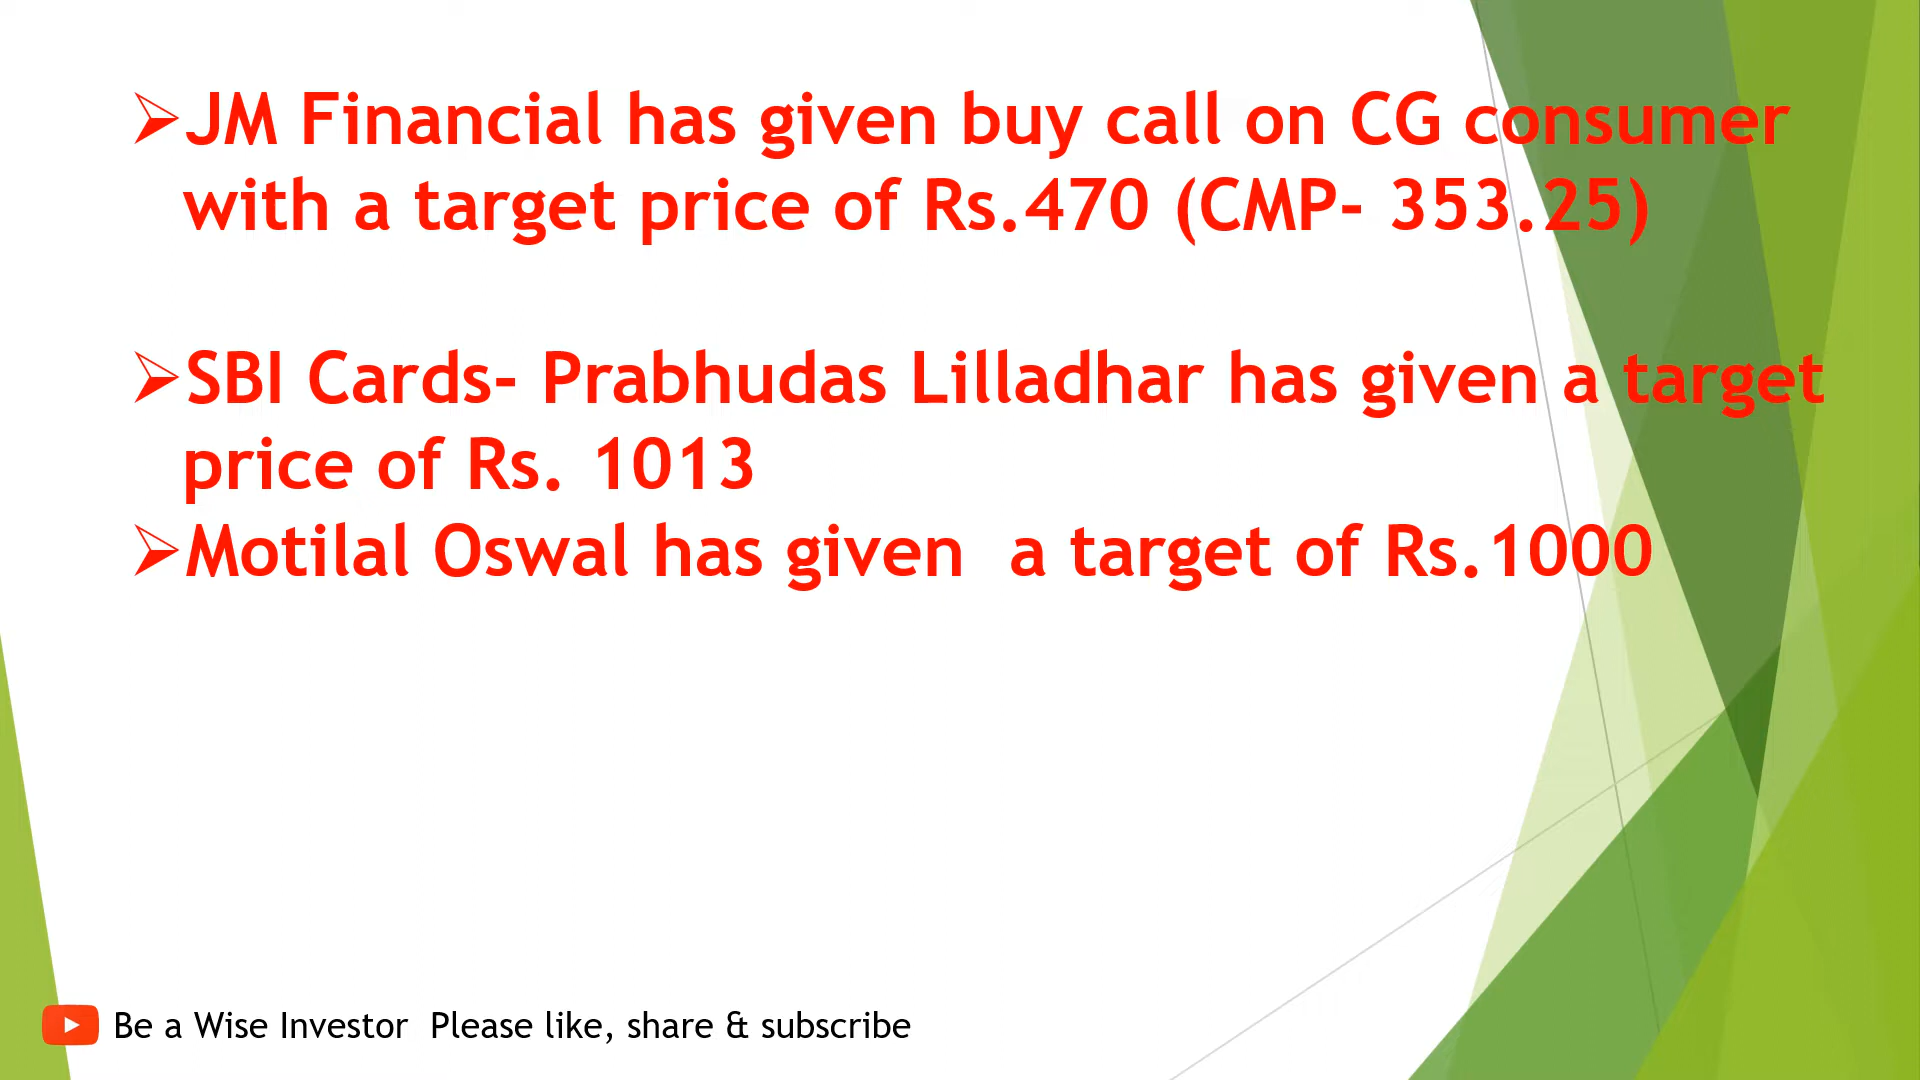 ➢JM Financial has given buy call on CG consumer
with a target price of Rs.470 (CMP- 353.25)
➢SBI Cards- Prabhudas Lilladhar has given a target
price of Rs. 1013
➢Motilal Oswal has given  a target of Rs.1000
Be a Wise Investor  Please like, share & subscribe